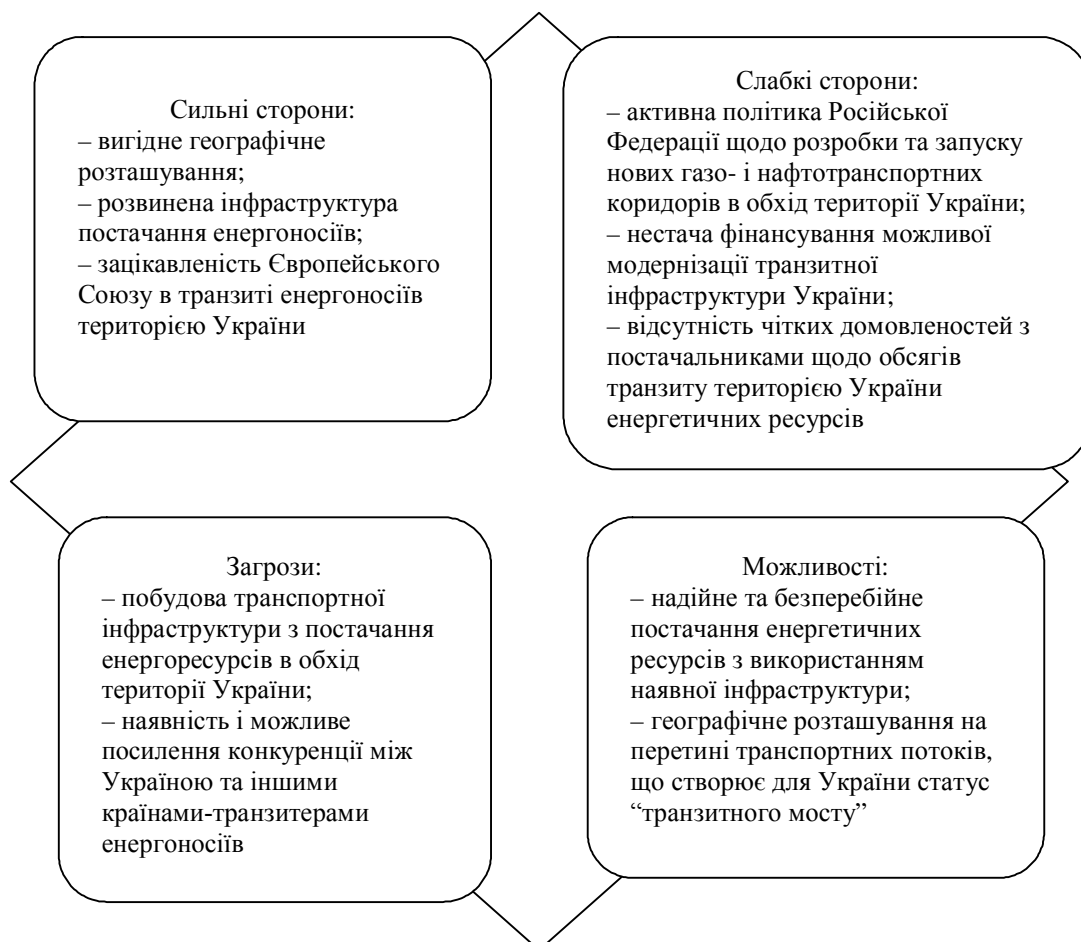 Сильні сторони:
– вигідне географічне
розташування;
– розвинена інфраструктура
постачання енергоносіїв;
– зацікавленість Європейського
Союзу в транзиті енергоносіїв
територією України
Слабкі сторони:
– активна політика Російської
Федерації щодо розробки та запуску
нових газо- і нафтотранспортних
коридорів в обхід території України;
– нестача фінансування можливої
модернізації транзитної
інфраструктури України;
– відсутність чітких домовленостей з
постачальниками щодо обсягів
транзиту територією України
енергетичних ресурсів
Загрози:
– побудова транспортної
інфраструктури з постачання
енергоресурсів в обхід
території України;
– наявність і можливе
посилення конкуренції між
Україною та іншими
країнами-транзитерами
енергоносіїв
Можливості:
– надійне та безперебійне
постачання енергетичних
ресурсів з використанням
наявної інфраструктури;
– географічне розташування на
перетині транспортних потоків,
що створює для України статус
“транзитного мосту”